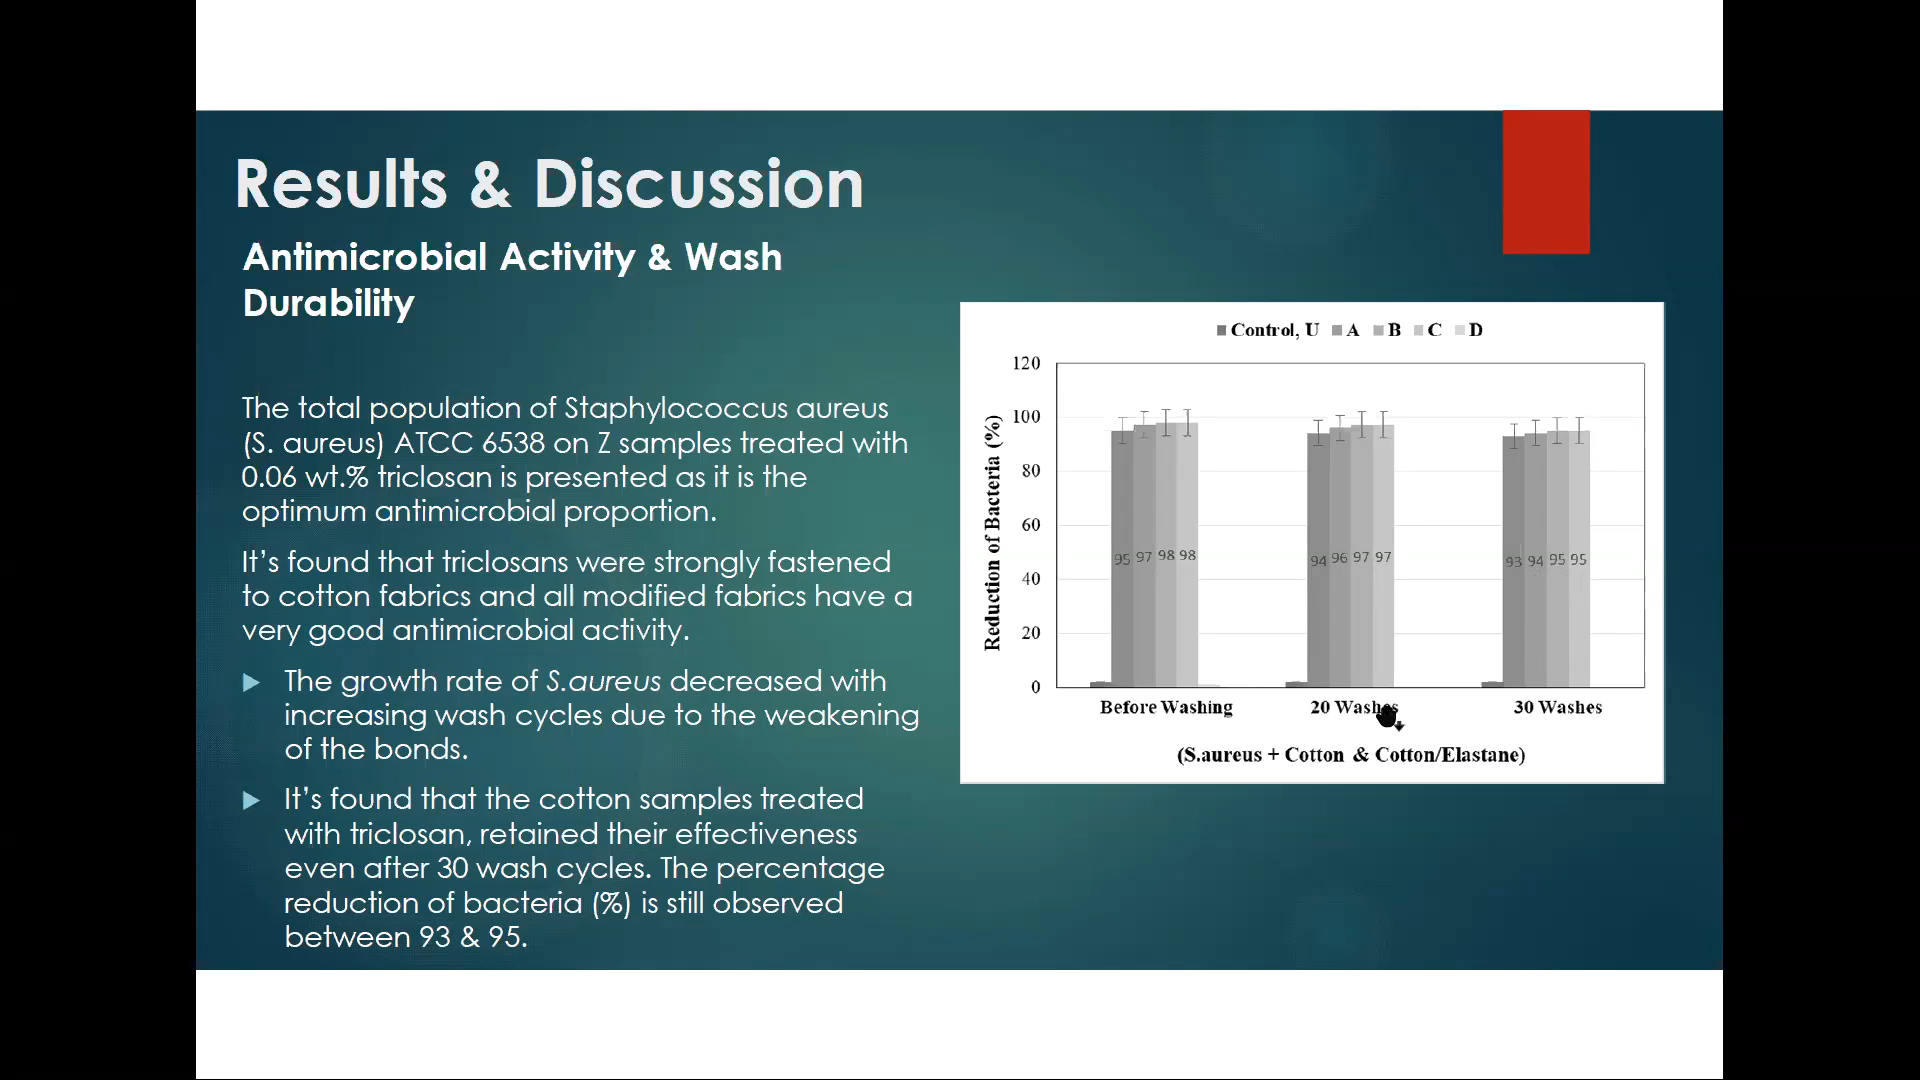 Results & Discussion
Antimicrobial Activity & Wash
Durability
The total population of Staphylococcus aureus
(S. aureus) ATCC 6538 on Z samples treated with
0.06 wt.% triclosan is presented as it is the
optimum antimicrobial proportion.
It’s found that triclosans were strongly fastened
to cotton fabrics and all modified fabrics have a
very good antimicrobial activity.
The growth rate of S.aureus decreased with
increasing wash cycles due to the weakening
of the bonds.
It’s found that the cotton samples treated
with triclosan, retained their effectiveness
even after 30 wash cycles. The percentage
reduction of bacteria (%) is still observed
between 93 & 95.
Control, U A B C D
Reduction of Bacteria (%)
120
100
80
60
40
20
0
95 97 98 98
94 96 97 97
93 94 95 95
Before Washing 20 Washes 30 Washes
(S.aureus + Cotton & Cotton/Elastane)